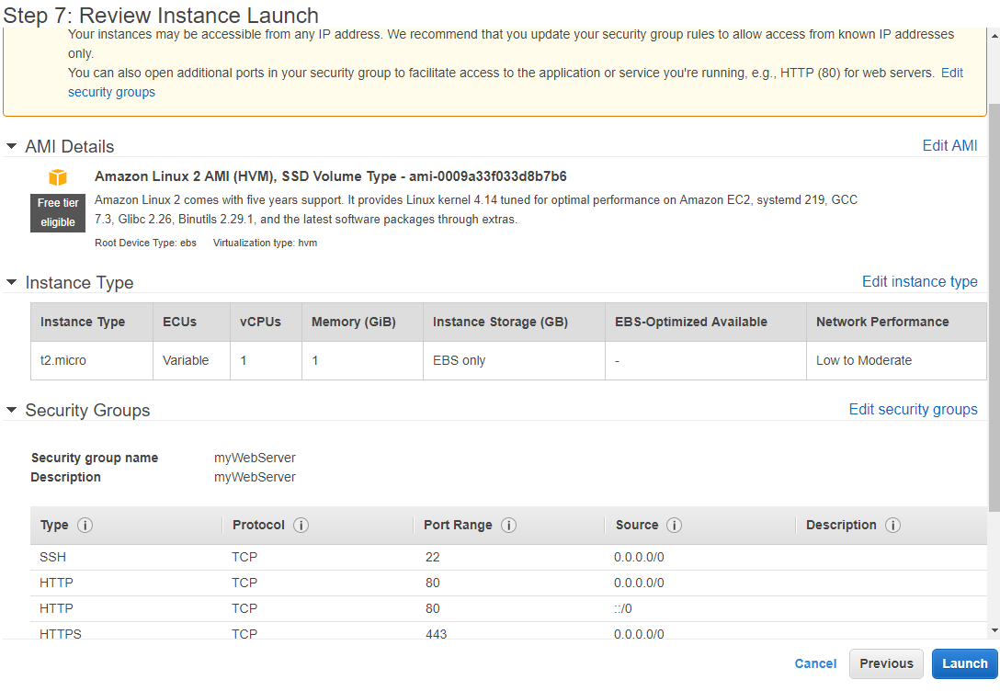 Step 7: Review Instance Launch
Your instances may be accessible from any IP address. We recommend that you update your security group rules to allow access from known IP addresses
only.
You can also open additional ports in your security group to facilitate access to the application or service you're running, e.g., HTTP (80) for web servers. Edit
security groups
AMI Details Edit AMI
Amazon Linux 2 AMI (HVM), SSD Volume Type - ami-0009a33f033d8b7b6
Free tier
eligible
Amazon Linux 2 comes with five years support. It provides Linux kernel 4.14 tuned for optimal performance on Amazon EC2, systemd 219, GCC
7.3, Glibc 2.26, Binutils 2.29.1, and the latest software packages through extras.
Root Device Type: ebs Virtualization type: hvm
Instance Type Edit instance type
Instance Type ECUs vCPUs Memory (GiB) Instance Storage (GB) EBS-Optimized Available Network Performance
t2.micro Variable 1 1 EBS only - Low to Moderate
Security Groups Edit security groups
Security group name myWebServer
Description myWebServer
Type Protocol Port Range Source Description
SSH TCP 22 0.0.0.0/0
HTTP TCP 80 0.0.0.0/0
HTTP TCP 80 ::/0
HTTPS TCP 443 0.0.0.0/0
Cancel Previous Launch